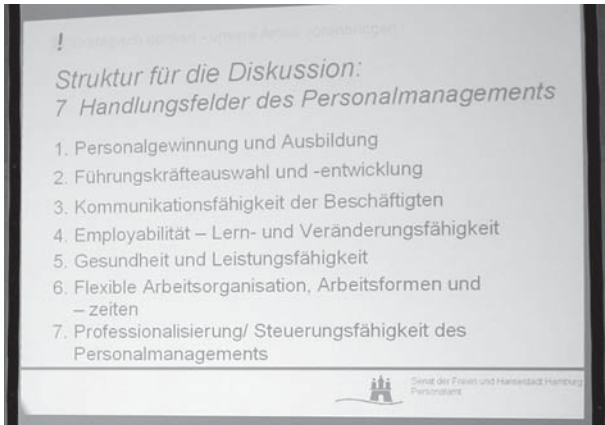 !
Struktur für die Diskussion:
7 Handlungsfelder des Personalmanagements
1. Personalgewinnung und Ausbildung
2. Führungskräfteauswahl und -entwicklung
3. Kommunikationsfähigkeit der Beschäftigten
4. Employabilität – Lern- und Veränderungsfähigkeit
5. Gesundheit und Leistungsfähigkeit
6. Flexible Arbeitsorganisation, Arbeitsformen und
– zeiten
7. Professionalisierung/ Steuerungsfähigkeit des
Personalmanagements
Senat der Freien und Hansestadt Hamburg
Personalamt